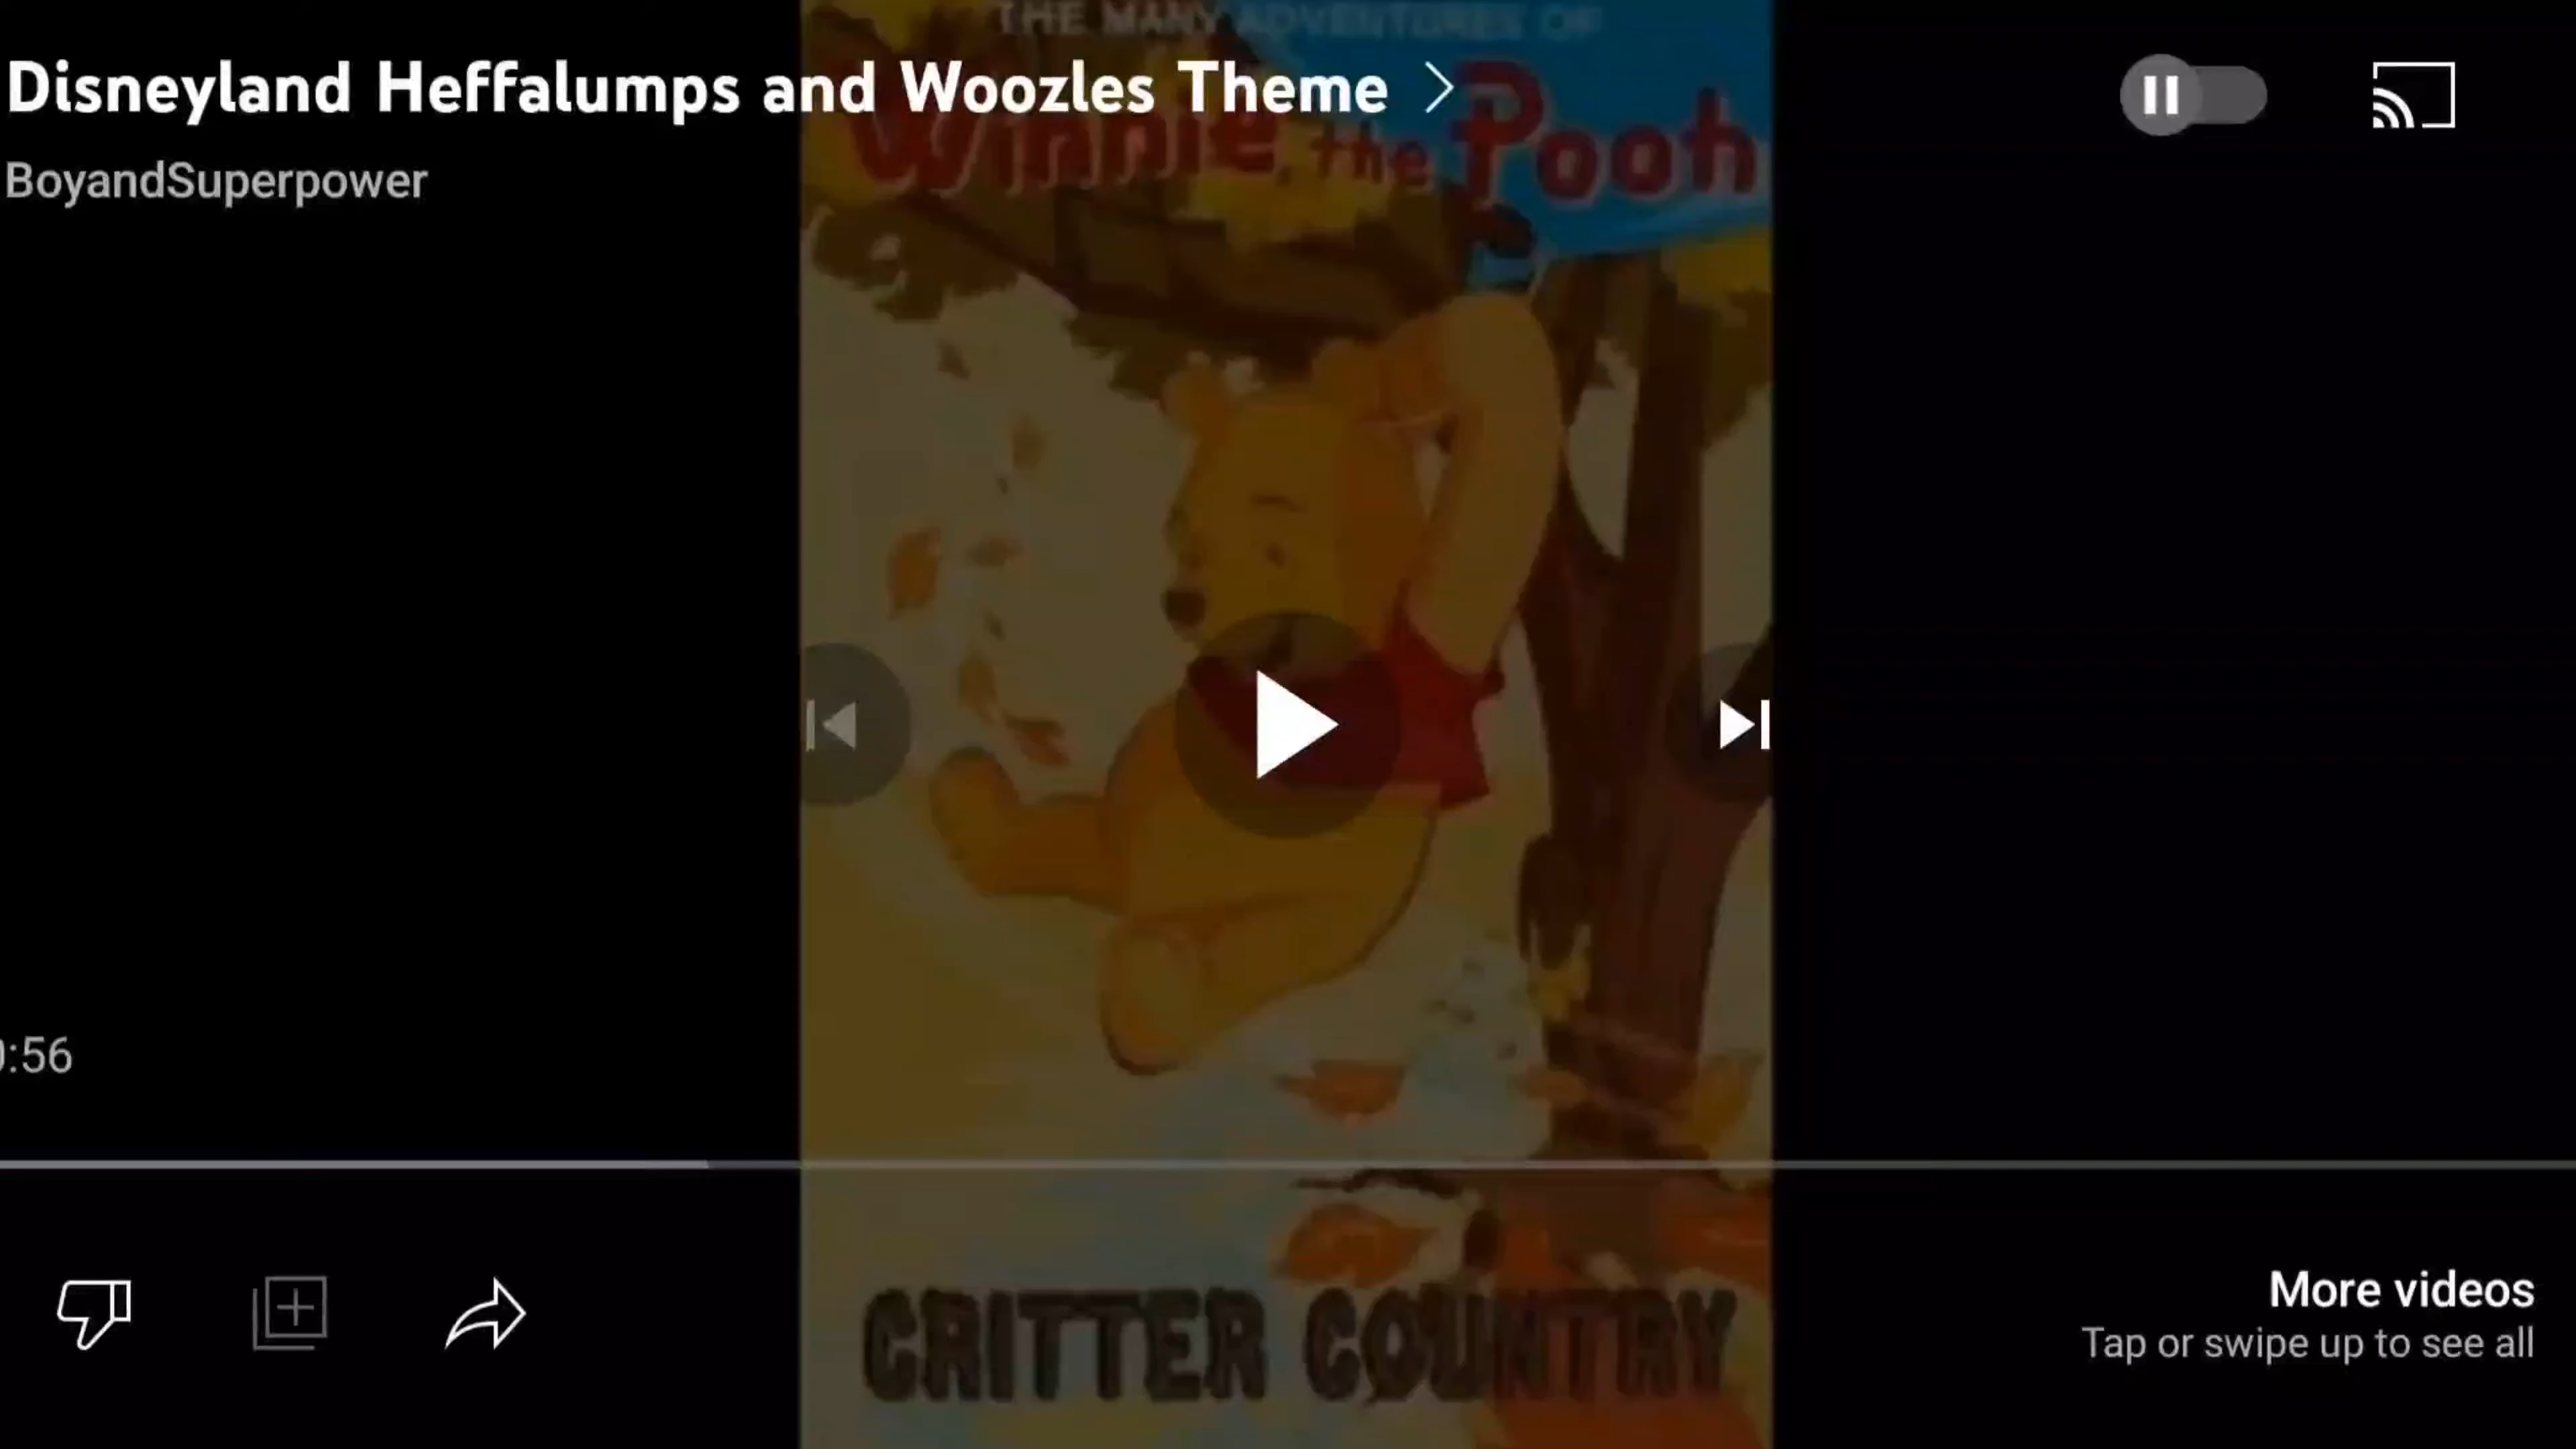 THE MANY ADVENTURES OF
Disneyland Heffalumps and Woozles Theme
Winnie the Pooh
BoyandSuperpower
0:56
CRITTER COUNTRY
More videos
Tap or swipe up to see all